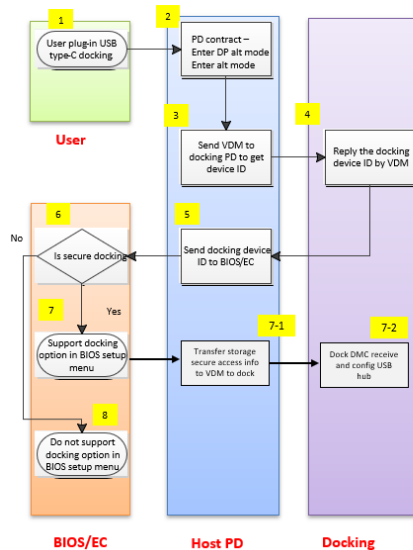 1
User plug-in USB
type-C docking
User
2
PD contract –
Enter DP alt mode
Enter alt mode
3
Send VDM to
docking PD to get
device ID
4
Reply the docking
device ID by VDM
5
Send docking device
ID to BIOS/EC
6
Is secure docking
No
Yes
7
Support docking
option in BIOS setup
menu
7-1
Transfer storage
secure access info
to VDM to dock
7-2
Dock DMC receive
and config USB
hub
8
Do not support
docking option in
BIOS setup menu
BIOS/EC
Host PD
Docking